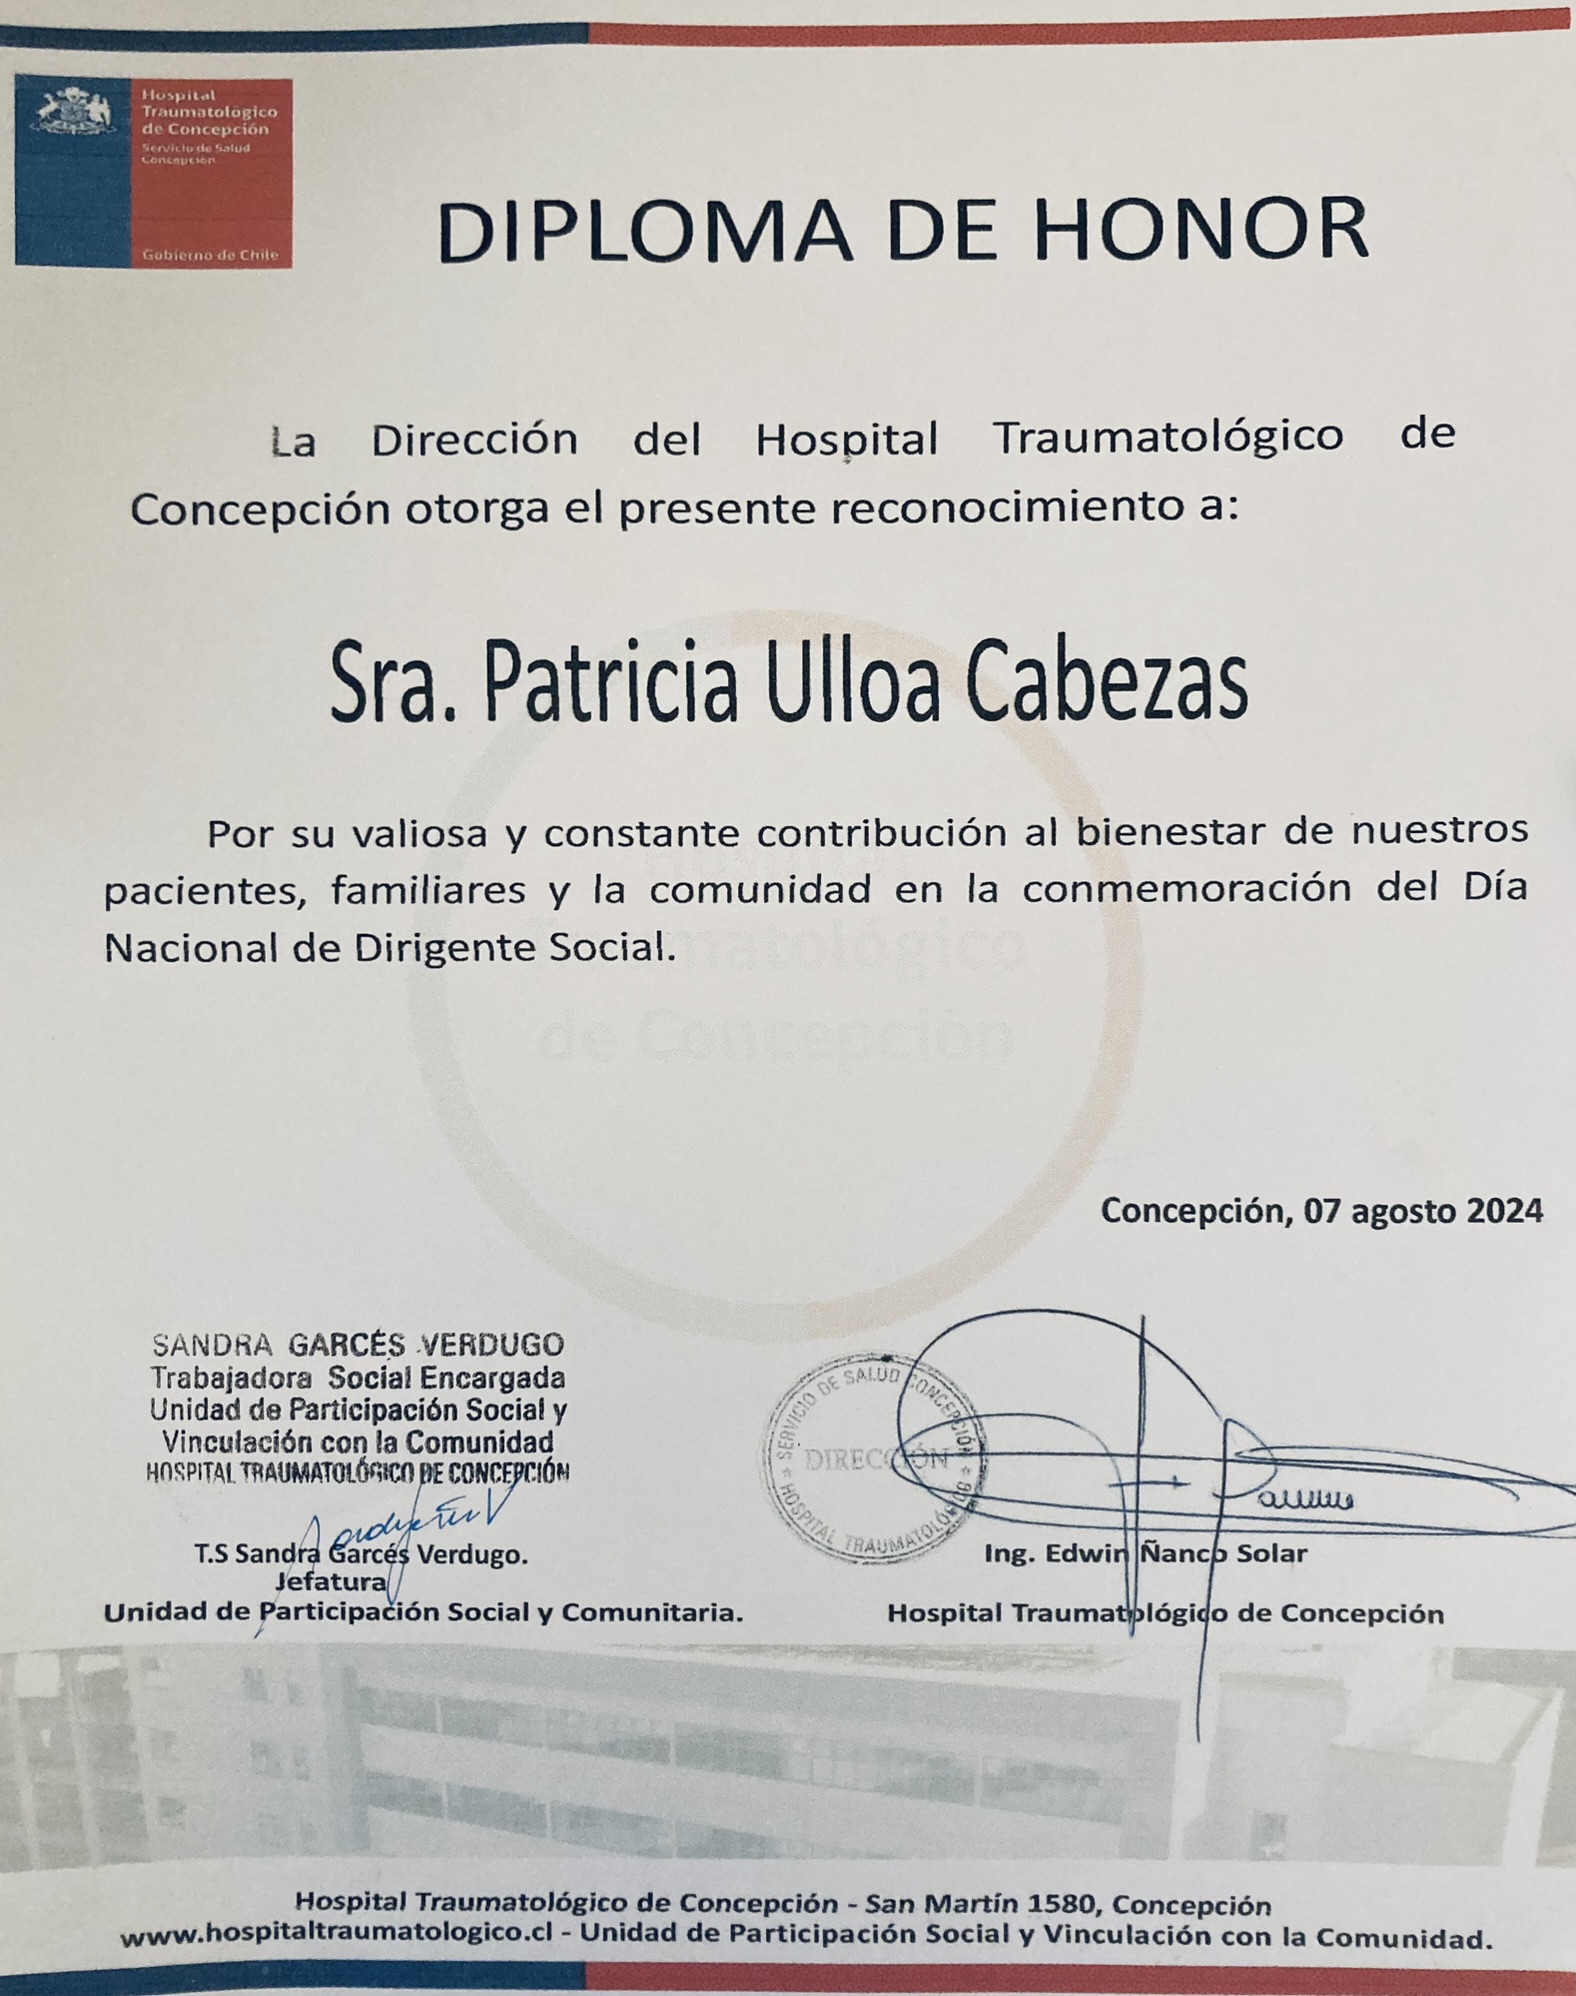 Hospital
Traumatológico
de Concepción
Servicio de Salud
Concepción
Gobierno de Chile
DIPLOMA DE HONOR
La Dirección del Hospital Traumatológico de
Concepción otorga el presente reconocimiento a:
Sra. Patricia Ulloa Cabezas
Por su valiosa y constante contribución al bienestar de nuestros
pacientes, familiares y la comunidad en la conmemoración del Día
Nacional de Dirigente Social.
Traumatológico
de Concepción
Concepción, 07 agosto 2024
SANDRA GARCÉS VERDUGO
Trabajadora Social Encargada
Unidad de Participación Social y
Vinculación con la Comunidad
HOSPITAL TRAUMATOLÓGICO DE CONCEPCIÓN
T.S Sandra Garcés Verdugo.
Jefatura
Unidad de Participación Social y Comunitaria.
SERVICIO DE SALUD CONCEPCIÓN
DIRECCIÓN
HOSPITAL TRAUMATOLÓGICO
Ing. Edwin Ñanco Solar
Hospital Traumatológico de Concepción
Hospital Traumatológico de Concepción - San Martín 1580, Concepción
www.hospitaltraumatologico.cl - Unidad de Participación Social y Vinculación con la Comunidad.